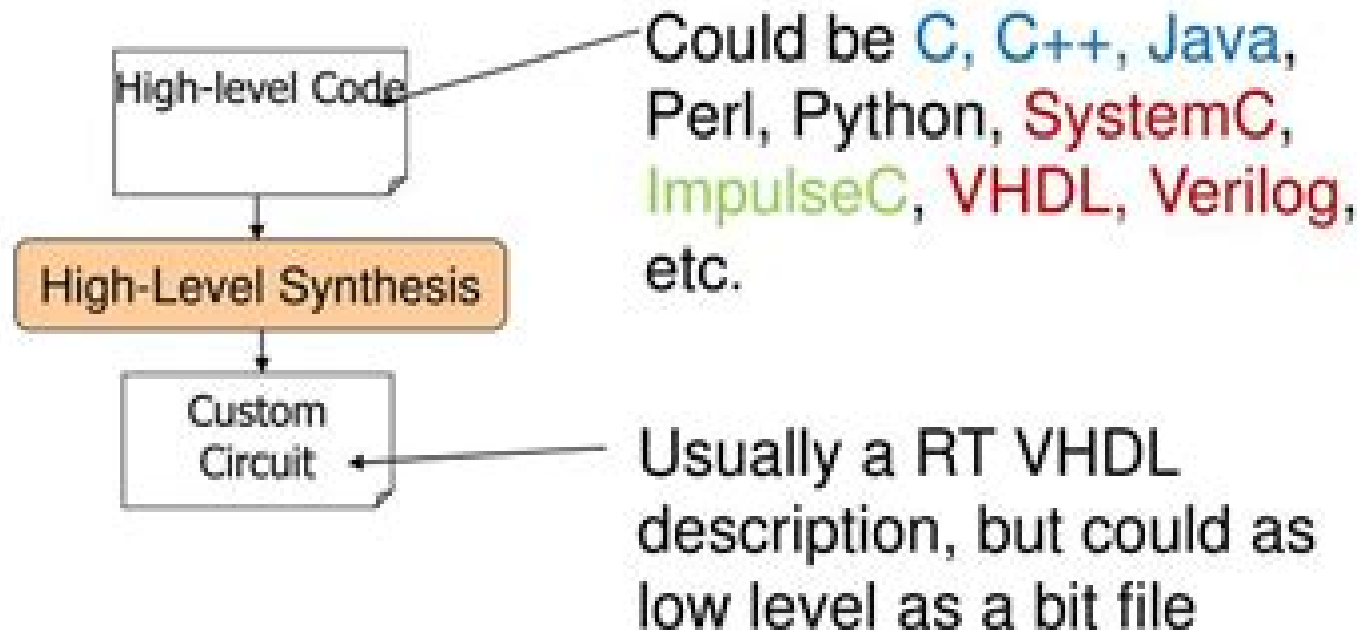 High-level Code
Could be C, C++, Java,
Perl, Python, SystemC,
ImpulseC, VHDL, Verilog,
etc.
High-Level Synthesis
Custom
Circuit
Usually a RT VHDL
description, but could as
low level as a bit file